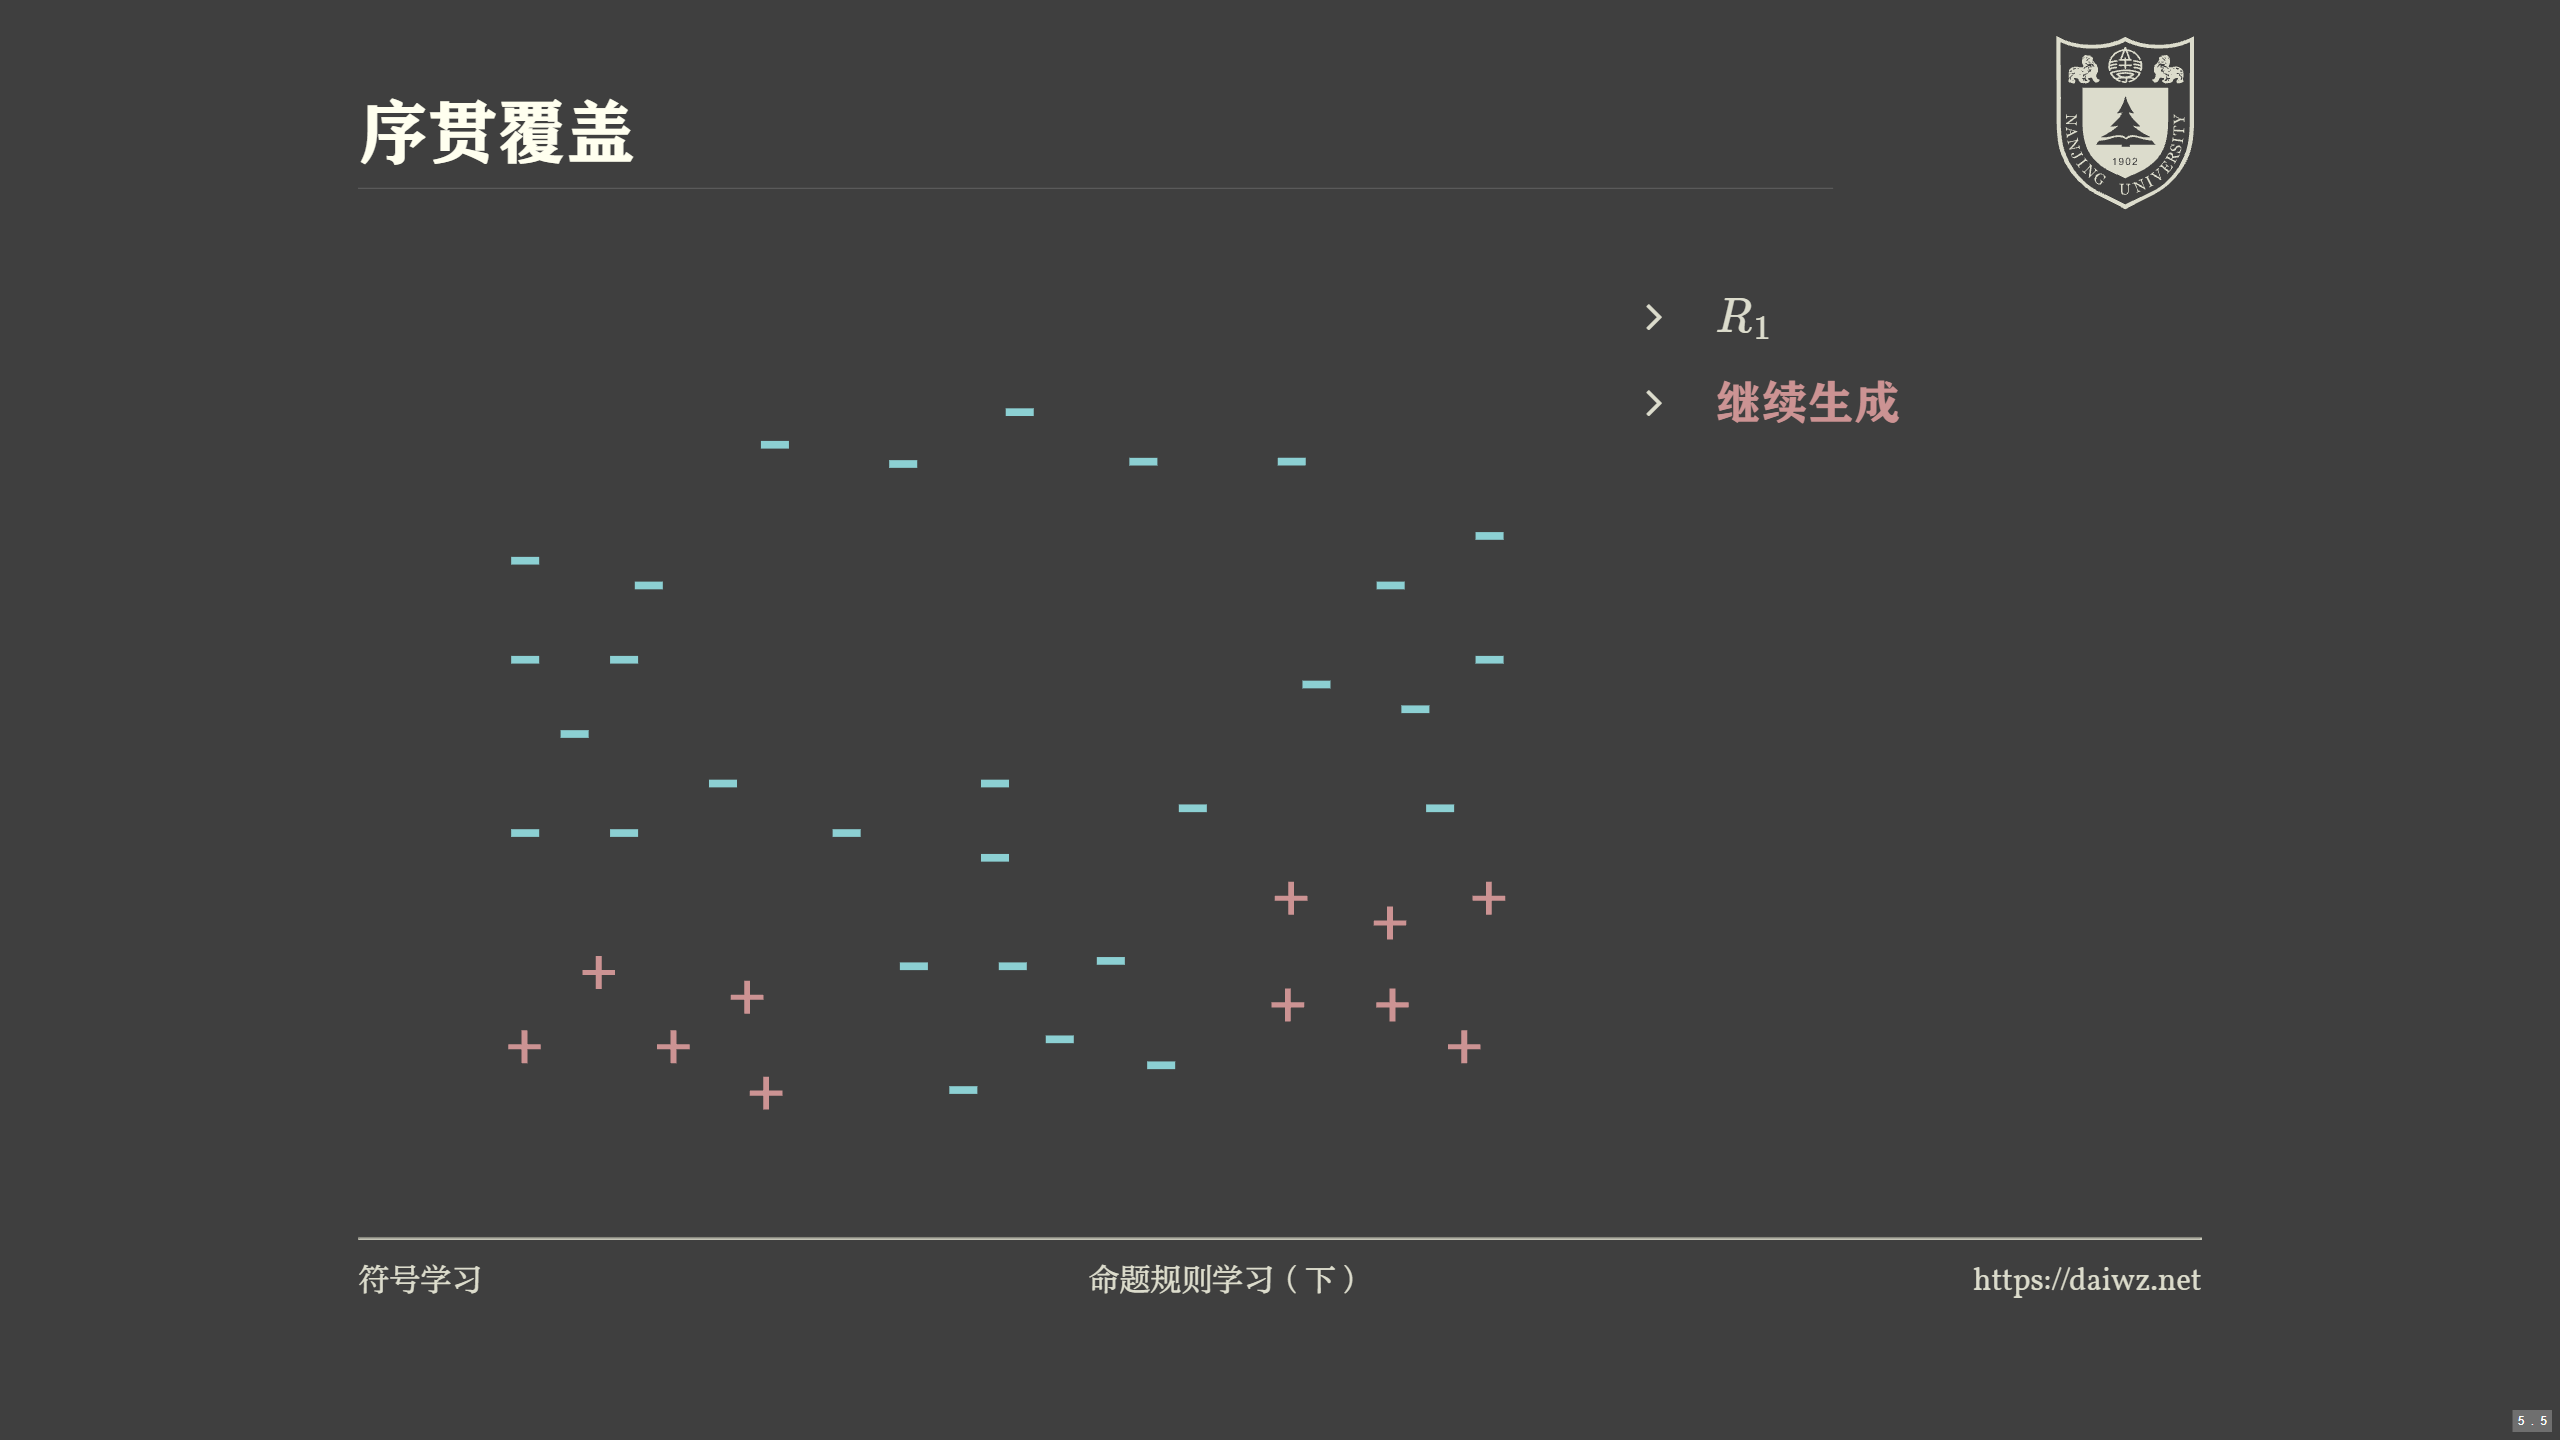 序贯覆盖
NANJING UNIVERSITY
1902
R₁
继续生成
符号学习
命题规则学习（下）
https://daiwz.net
5 . 5